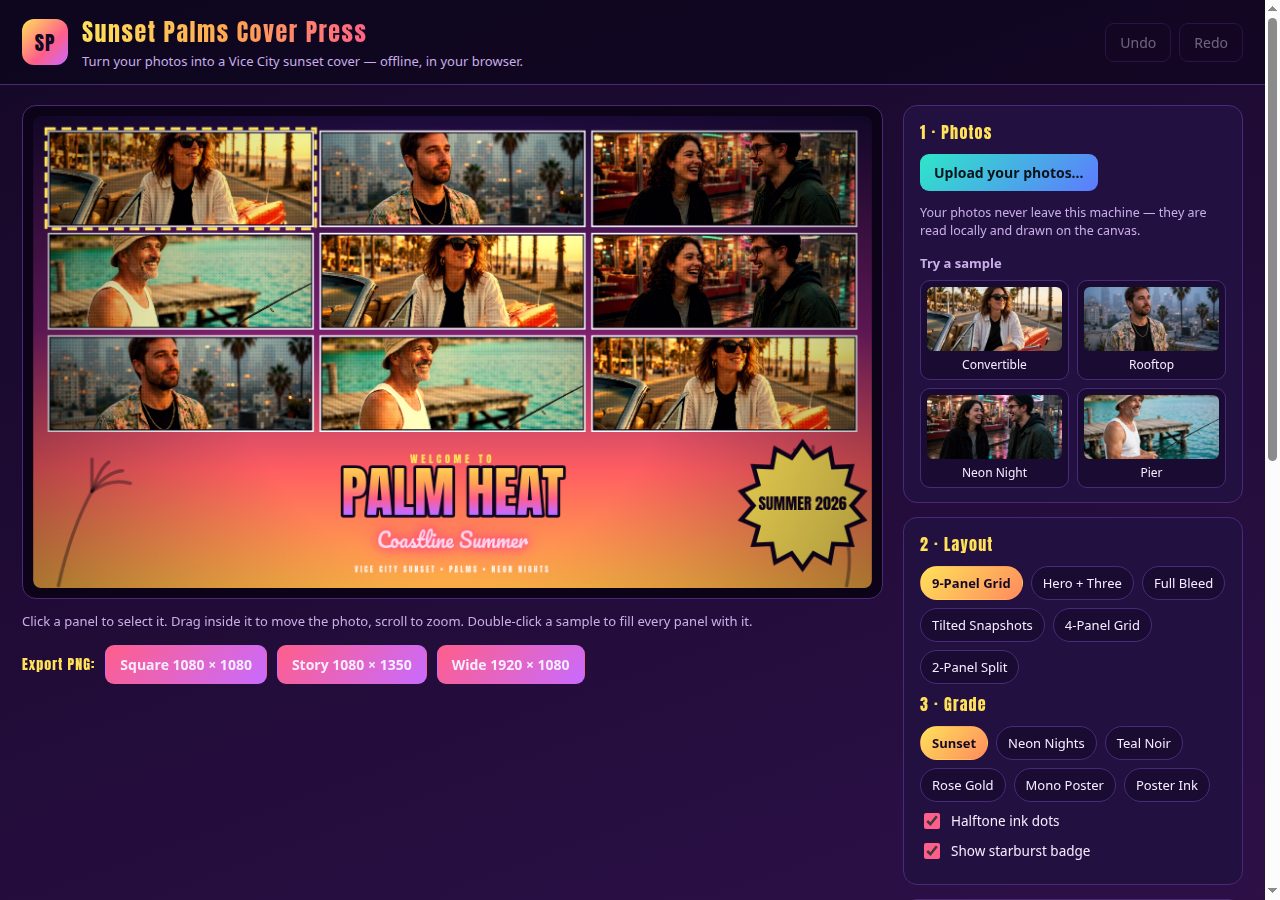 SP
Sunset Palms Cover Press
Turn your photos into a Vice City sunset cover — offline, in your browser.
Undo
Redo
WELCOME TO
PALM HEAT
Coastline Summer
VICE CITY SUNSET • PALMS • NEON NIGHTS
SUMMER 2026
Click a panel to select it. Drag inside it to move the photo, scroll to zoom. Double-click a sample to fill every panel with it.
Export PNG:
Square 1080 × 1080
Story 1080 × 1350
Wide 1920 × 1080
1 · Photos
Upload your photos…
Your photos never leave this machine — they are
read locally and drawn on the canvas.
Try a sample
Convertible
Rooftop
Neon Night
Pier
2 · Layout
9-Panel Grid
Hero + Three
Full Bleed
Tilted Snapshots
4-Panel Grid
2-Panel Split
3 · Grade
Sunset
Neon Nights
Teal Noir
Rose Gold
Mono Poster
Poster Ink
Halftone ink dots
Show starburst badge